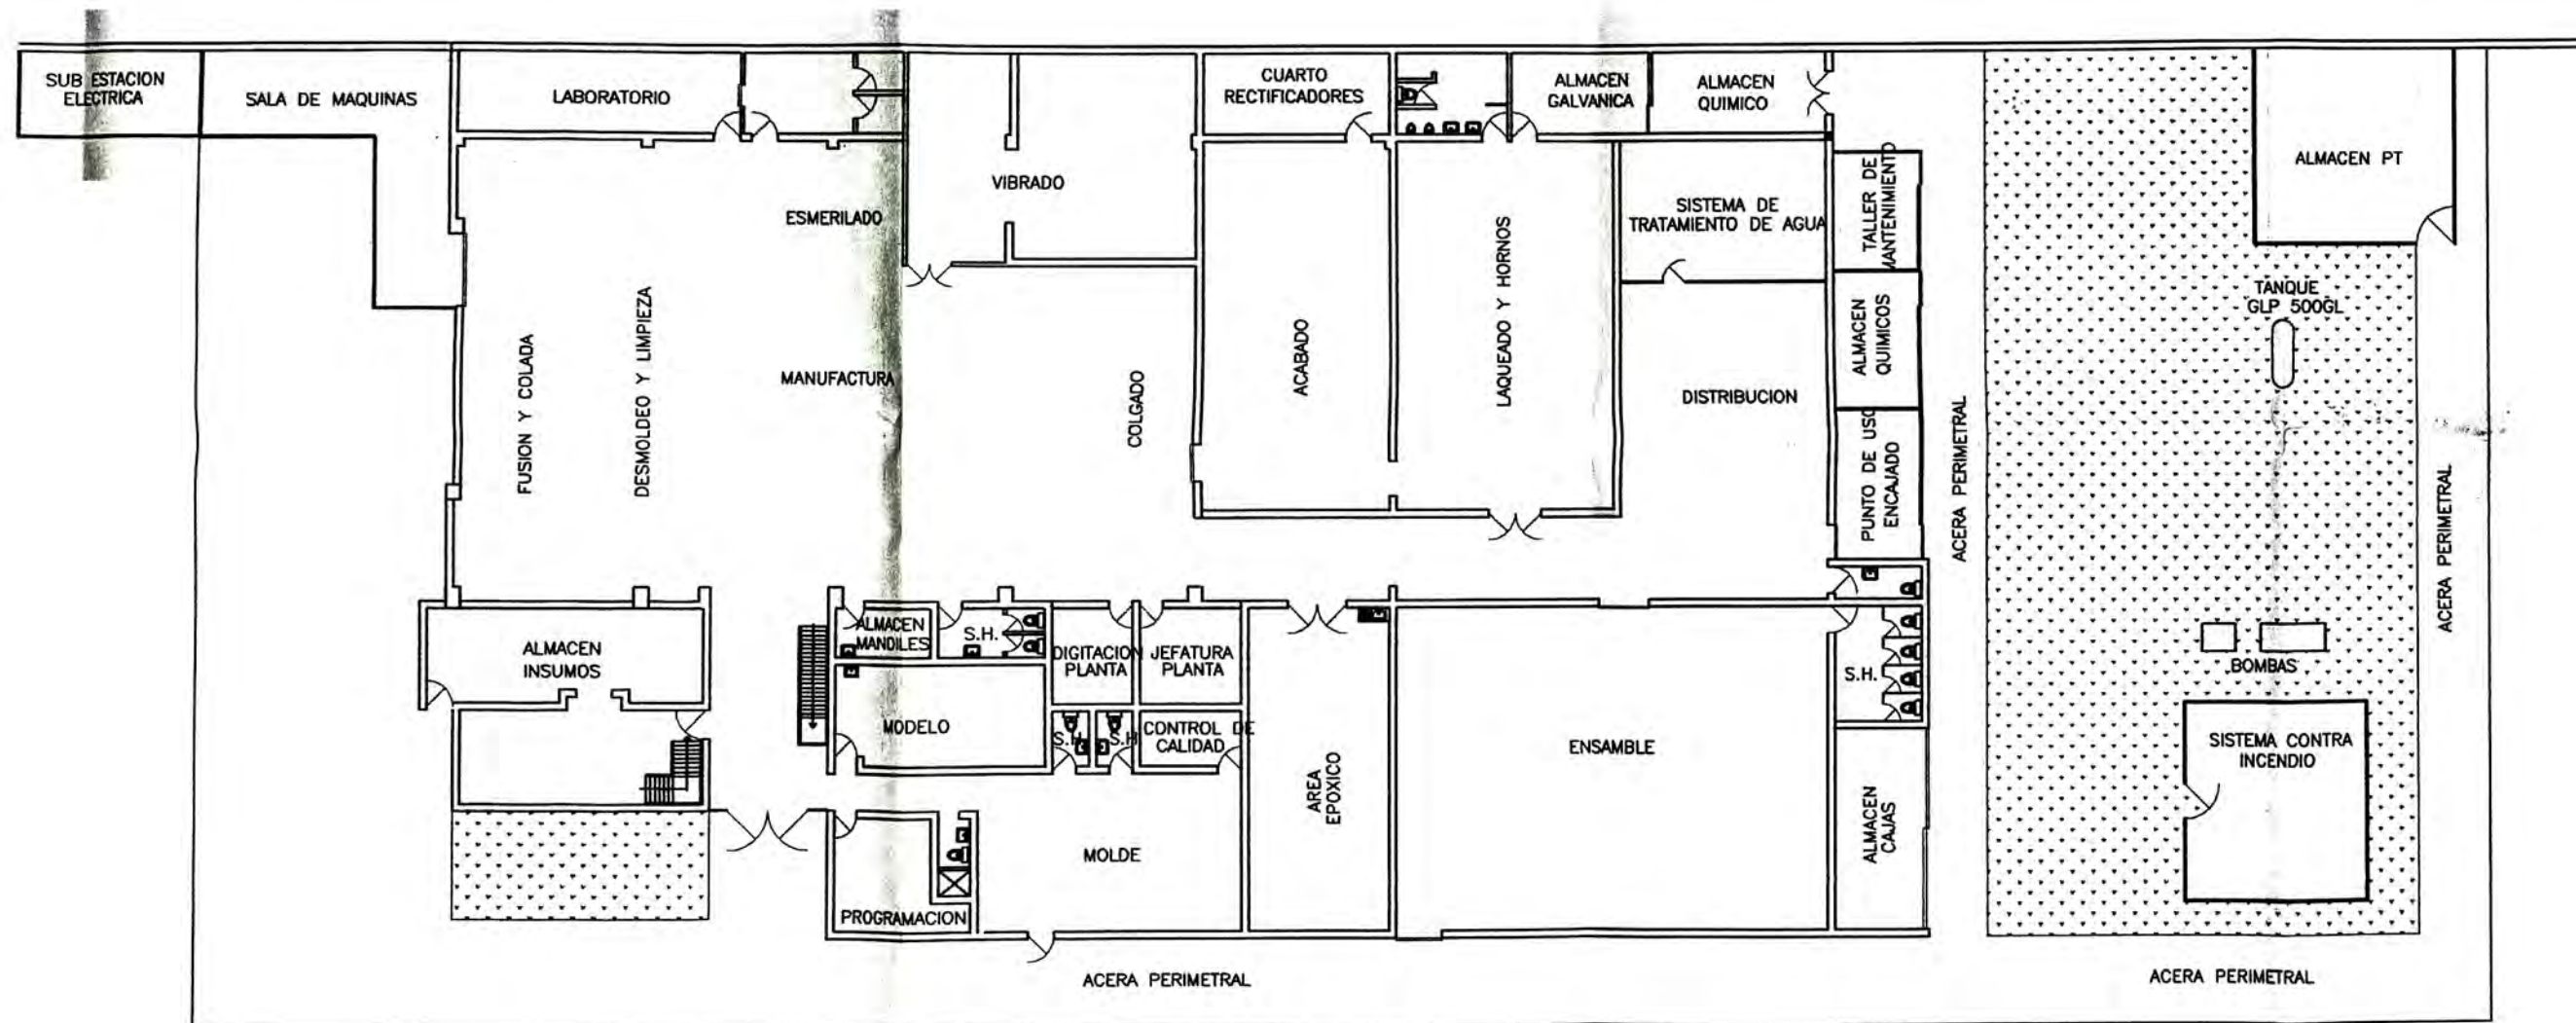 SUB ESTACION
ELECTRICA
SALA DE MAQUINAS
LABORATORIO
CUARTO
RECTIFICADORES
ALMACEN
GALVANICA
ALMACEN
QUIMICO
ALMACEN PT
VIBRADO
ESMERILADO
SISTEMA DE
TRATAMIENTO DE AGUA
TALLER DE
MANTENIMIENTO
FUSION Y COLADA
DESMOLDEO Y LIMPIEZA
MANUFACTURA
COLGADO
ACABADO
LAQUEADO Y HORNOS
DISTRIBUCION
ALMACEN
QUIMICOS
PUNTO DE USO
ENCAJADO
ACERA PERIMETRAL
TANQUE
GLP 500GL
ACERA PERIMETRAL
ALMACEN
INSUMOS
ALMACEN
MANDILES
S.H.
DIGITACION
PLANTA
JEFATURA
PLANTA
MODELO
S.H
S.H
CONTROL DE
CALIDAD
AREA
EPOXICO
ENSAMBLE
S.H.
BOMBAS
SISTEMA CONTRA
INCENDIO
ALMACEN
CAJAS
MOLDE
PROGRAMACION
ACERA PERIMETRAL
ACERA PERIMETRAL